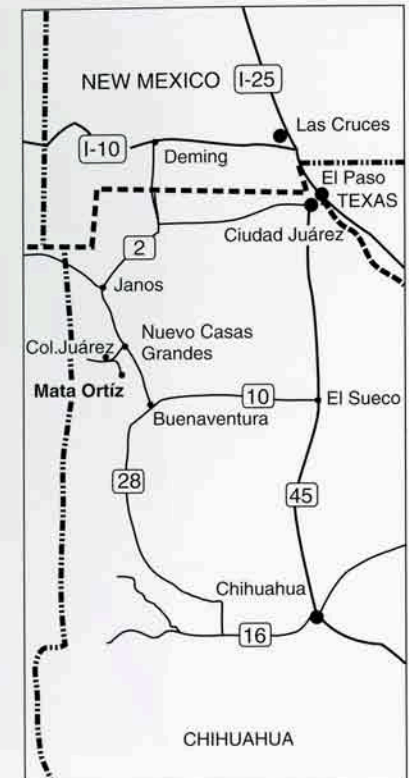 NEW MEXICO
I-25
Las Cruces
I-10
Deming
El Paso
TEXAS
Ciudad Juárez
2
Janos
Nuevo Casas
Grandes
Col.Juárez
Mata Ortíz
10
El Sueco
Buenaventura
28
45
Chihuahua
16
CHIHUAHUA